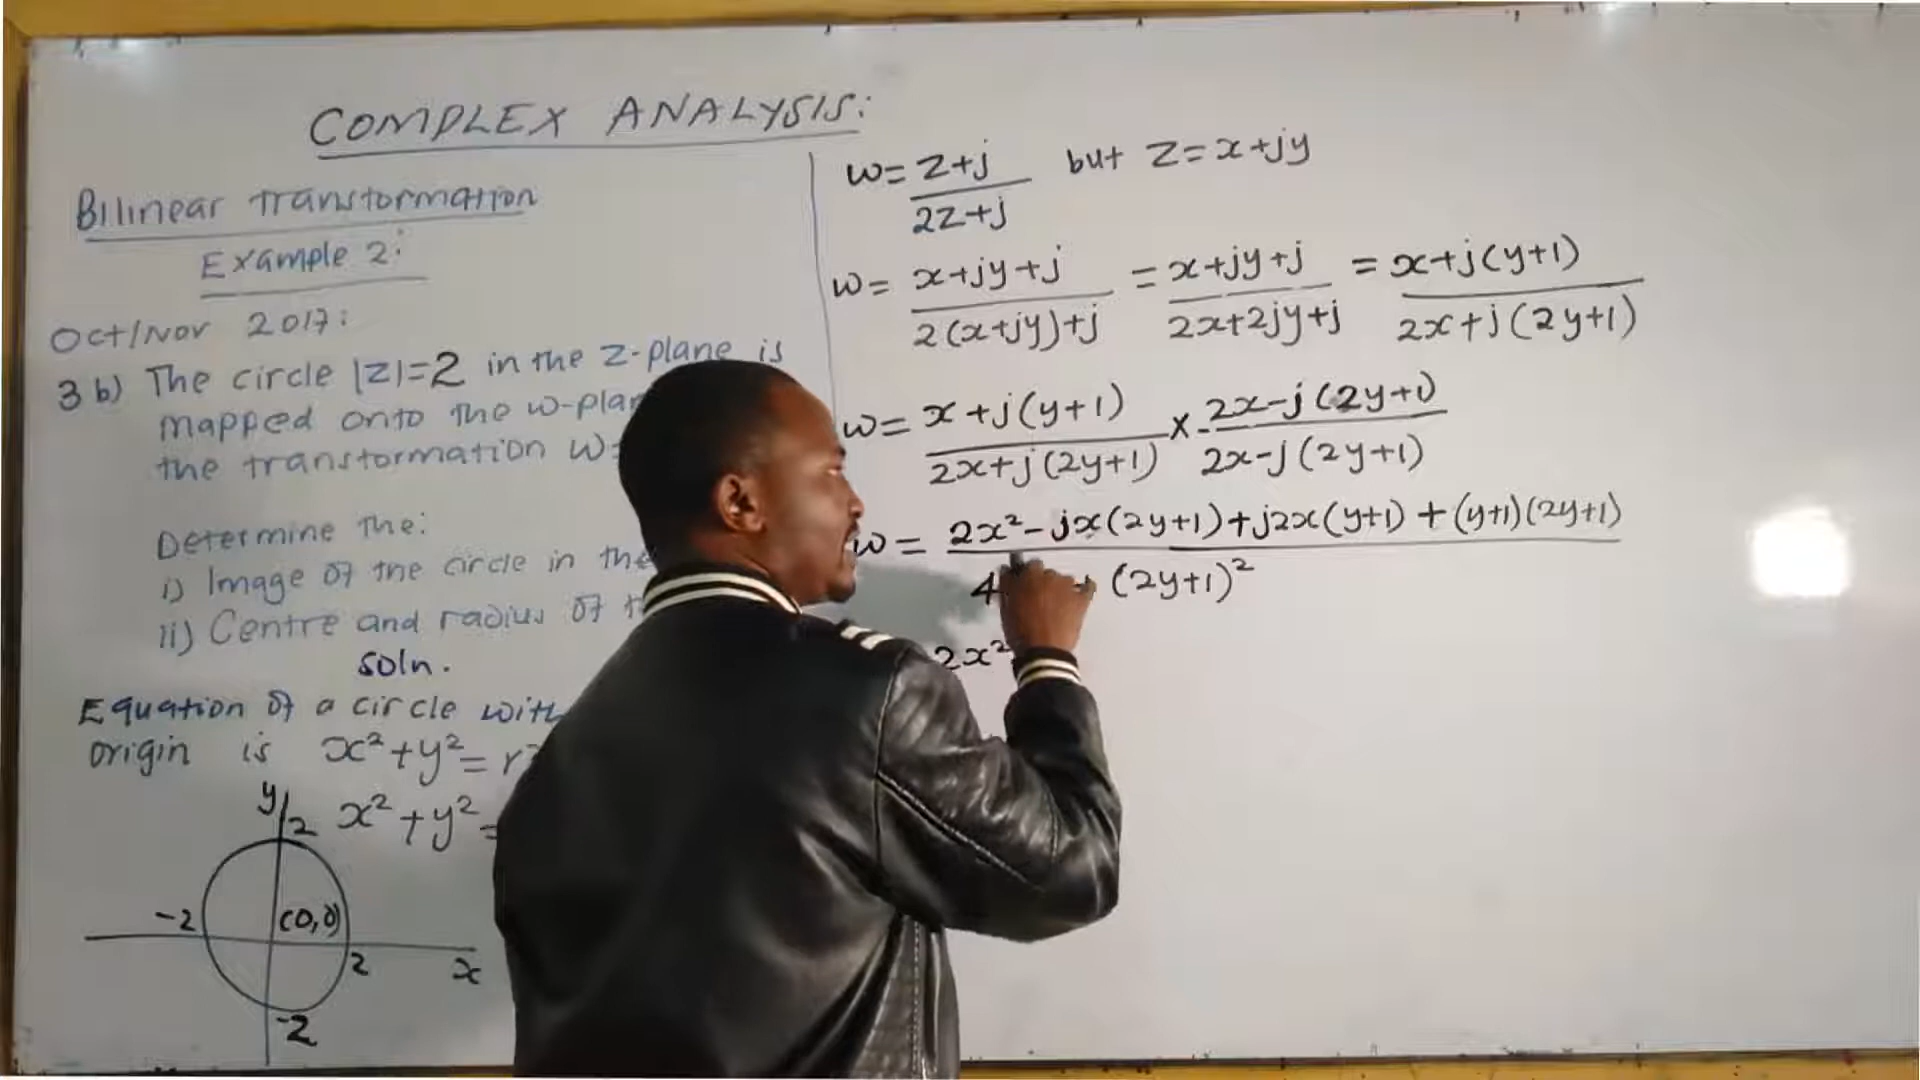 COMPLEX ANALYSIS:
Bilinear transformation
Example 2:
Oct/Nov 2017:
3 b) The circle |z|=2 in the z-plane is
mapped onto the w-plan
the transformation w=
Determine the:
i) Image of the circle in the
ii) Centre and radius of t
soln.
Equation of a circle with
origin is x²+y²=r²
x²+y²=
y
2
-2
(0,0)
2
x
-2
w= z+j/2z+j but z=x+jy
w= x+jy+j/2(x+jy)+j = x+jy+j/2x+2jy+j = x+j(y+1)/2x+j(2y+1)
w= x+j(y+1)/2x+j(2y+1) × 2x-j(2y+1)/2x-j(2y+1)
w= 2x²-jx(2y+1)+j2x(y+1)+(y+1)(2y+1)
4 + (2y+1)²
2x²